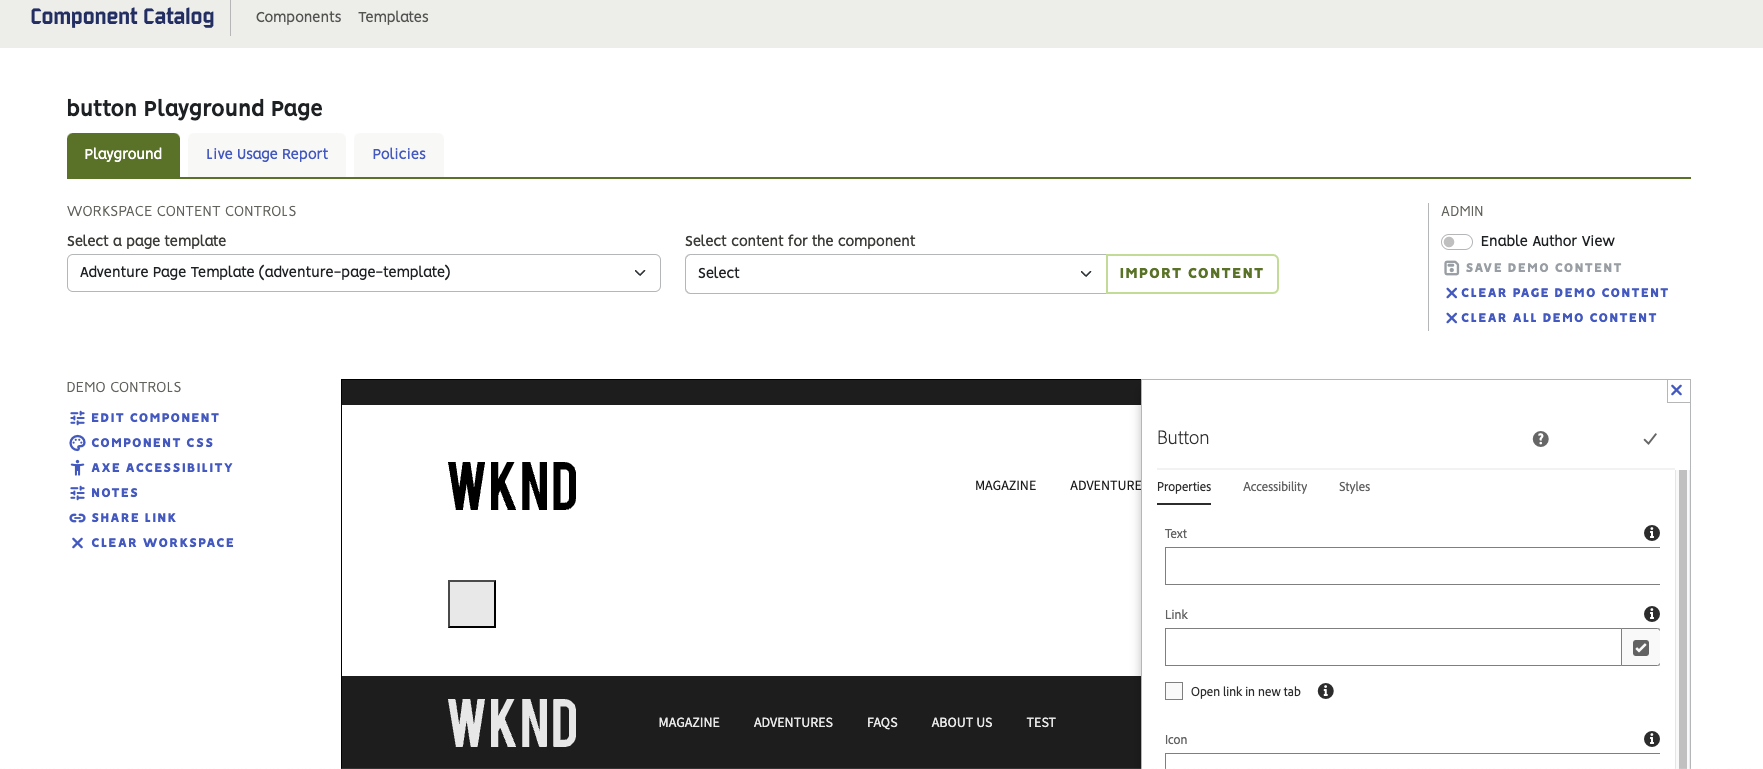 Component Catalog
Components Templates
button Playground Page
Playground Live Usage Report Policies
WORKSPACE CONTENT CONTROLS
Select a page template
Adventure Page Template (adventure-page-template)
Select content for the component
Select
IMPORT CONTENT
ADMIN
Enable Author View
SAVE DEMO CONTENT
CLEAR PAGE DEMO CONTENT
CLEAR ALL DEMO CONTENT
DEMO CONTROLS
EDIT COMPONENT
COMPONENT CSS
AXE ACCESSIBILITY
NOTES
SHARE LINK
CLEAR WORKSPACE
WKND
MAGAZINE ADVENTURE
WKND
MAGAZINE ADVENTURES FAQS ABOUT US TEST
Button
Properties Accessibility Styles
Text
Link
Open link in new tab
Icon